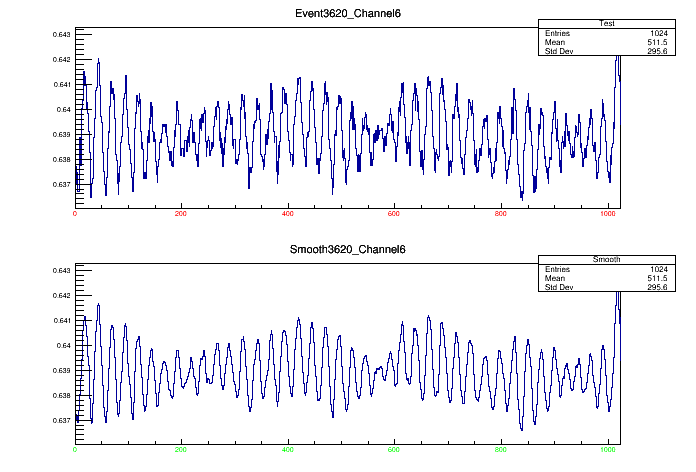 Event3620_Channel6
Test
Entries 1024
Mean 511.5
Std Dev 295.6
0.643
0.642
0.641
0.64
0.639
0.638
0.637
0 200 400 600 800 1000
Smooth3620_Channel6
Smooth
Entries 1024
Mean 511.5
Std Dev 295.6
0.643
0.642
0.641
0.64
0.639
0.638
0.637
0 200 400 600 800 1000